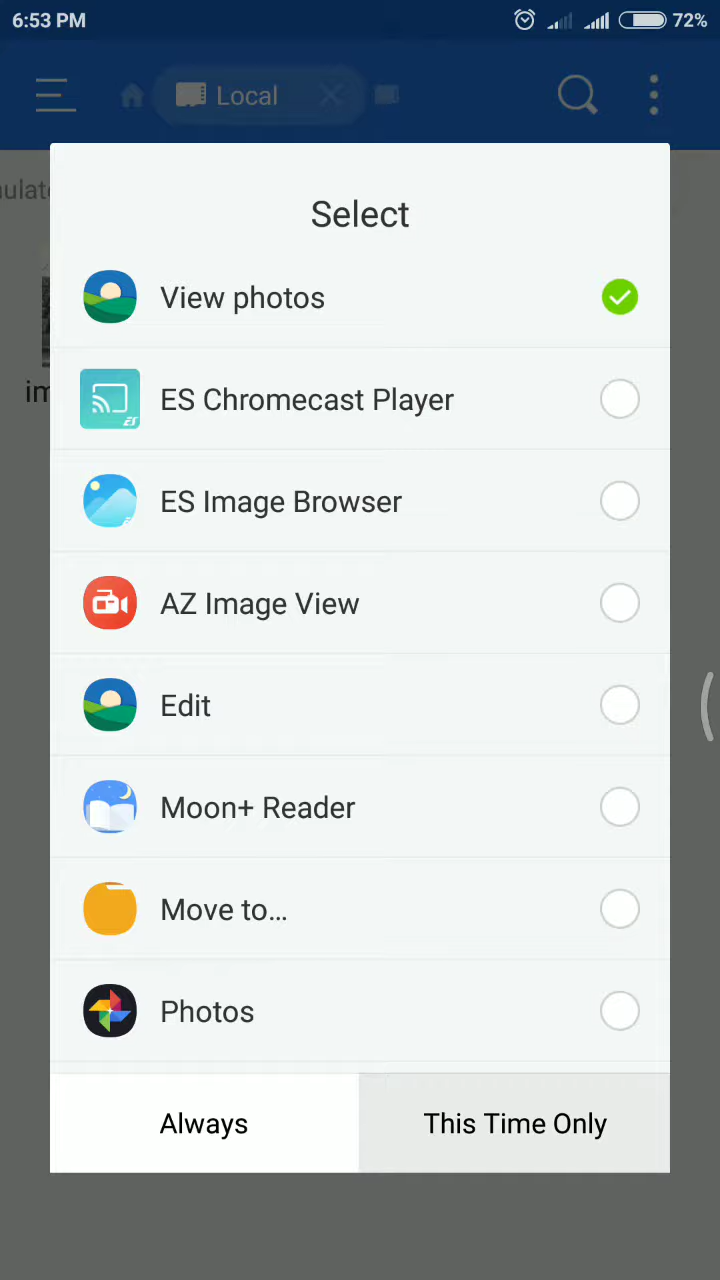 6:53 PM
72%
Local
Select
View photos
ES Chromecast Player
ES Image Browser
AZ Image View
Edit
Moon+ Reader
Move to...
Photos
Always
This Time Only